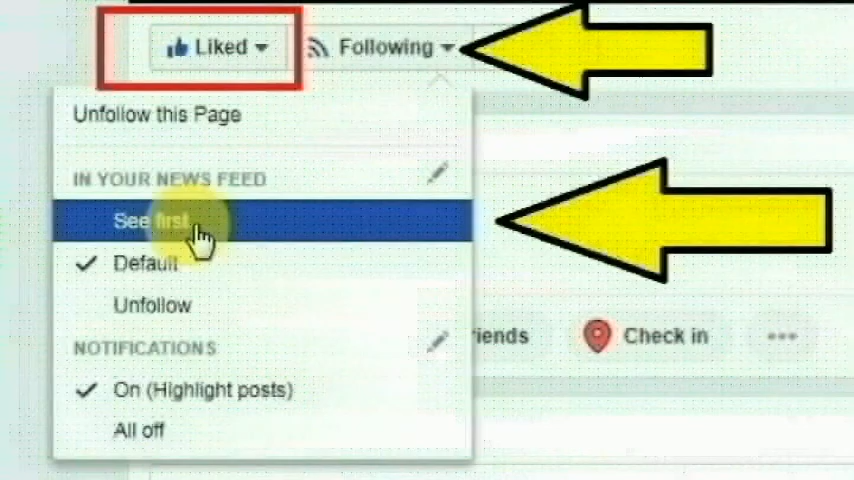 Liked Following
Unfollow this Page
IN YOUR NEWS FEED
See first
Default
Unfollow
NOTIFICATIONS
riends Check in
On (Highlight posts)
All off